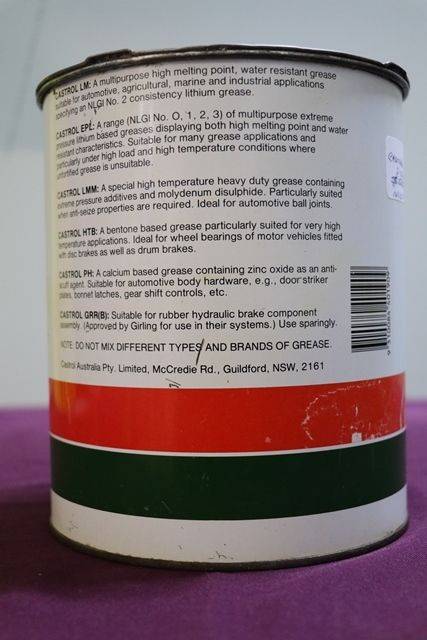 CASTROL LM: A multipurpose high melting point, water resistant grease
suitable for automotive, agricultural, marine and industrial applications
specifying an NLGI No. 2 consistency lithium grease.
CASTROL EPL: A range (NLGI No. O, 1, 2, 3) of multipurpose extreme
pressure lithium based greases displaying both high melting point and water
resistant characteristics. Suitable for many grease applications and
particularly under high load and high temperature conditions where
unfortified grease is unsuitable.
CASTROL LMM: A special high temperature heavy duty grease containing
extreme pressure additives and molydenum disulphide. Particularly suited
when anti-seize properties are required. Ideal for automotive ball joints.
CASTROL HTB: A bentone based grease particularly suited for very high
temperature applications. Ideal for wheel bearings of motor vehicles fitted
with disc brakes as well as drum brakes.
CASTROL PH: A calcium based grease containing zinc oxide as an anti-
scuff agent. Suitable for automotive body hardware, e.g., door striker
plates, bonnet latches, gear shift controls, etc.
CASTROL GRR(B): Suitable for rubber hydraulic brake component
assembly. (Approved by Girling for use in their systems.) Use sparingly.
NOTE: DO NOT MIX DIFFERENT TYPES AND BRANDS OF GREASE.
Castrol Australia Pty. Limited, McCredie Rd., Guildford, NSW, 2161